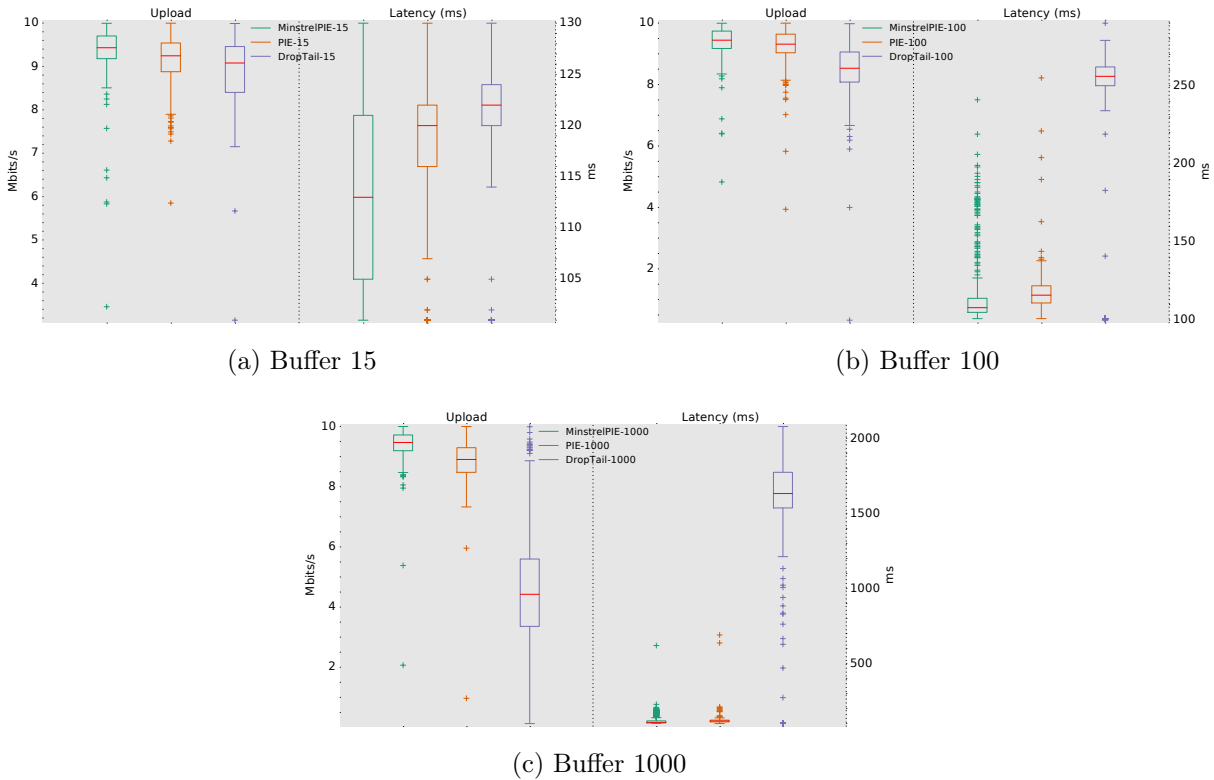 Upload Latency (ms)
MinstrelPIE-15
PIE-15
DropTail-15
10
9
8
7
6
5
4
Mbits/s
130
125
120
115
110
105
ms
(a) Buffer 15
Upload Latency (ms)
MinstrelPIE-100
PIE-100
DropTail-100
10
8
6
4
2
Mbits/s
250
200
150
100
ms
(b) Buffer 100
Upload Latency (ms)
MinstrelPIE-1000
PIE-1000
DropTail-1000
10
8
6
4
2
Mbits/s
2000
1500
1000
500
ms
(c) Buffer 1000